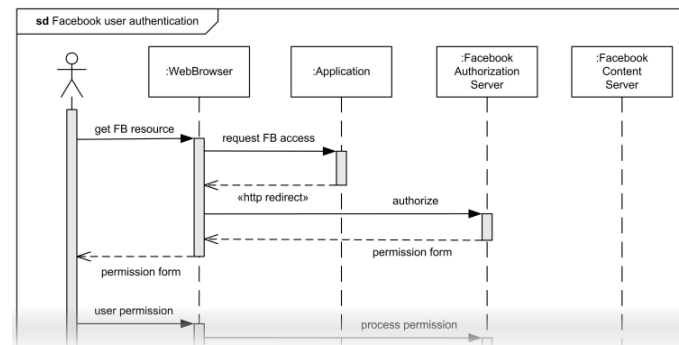 sd Facebook user authentication
:WebBrowser
:Application
:Facebook
Authorization
Server
:Facebook
Content
Server
get FB resource
request FB access
«http redirect»
authorize
permission form
permission form
user permission
process permission